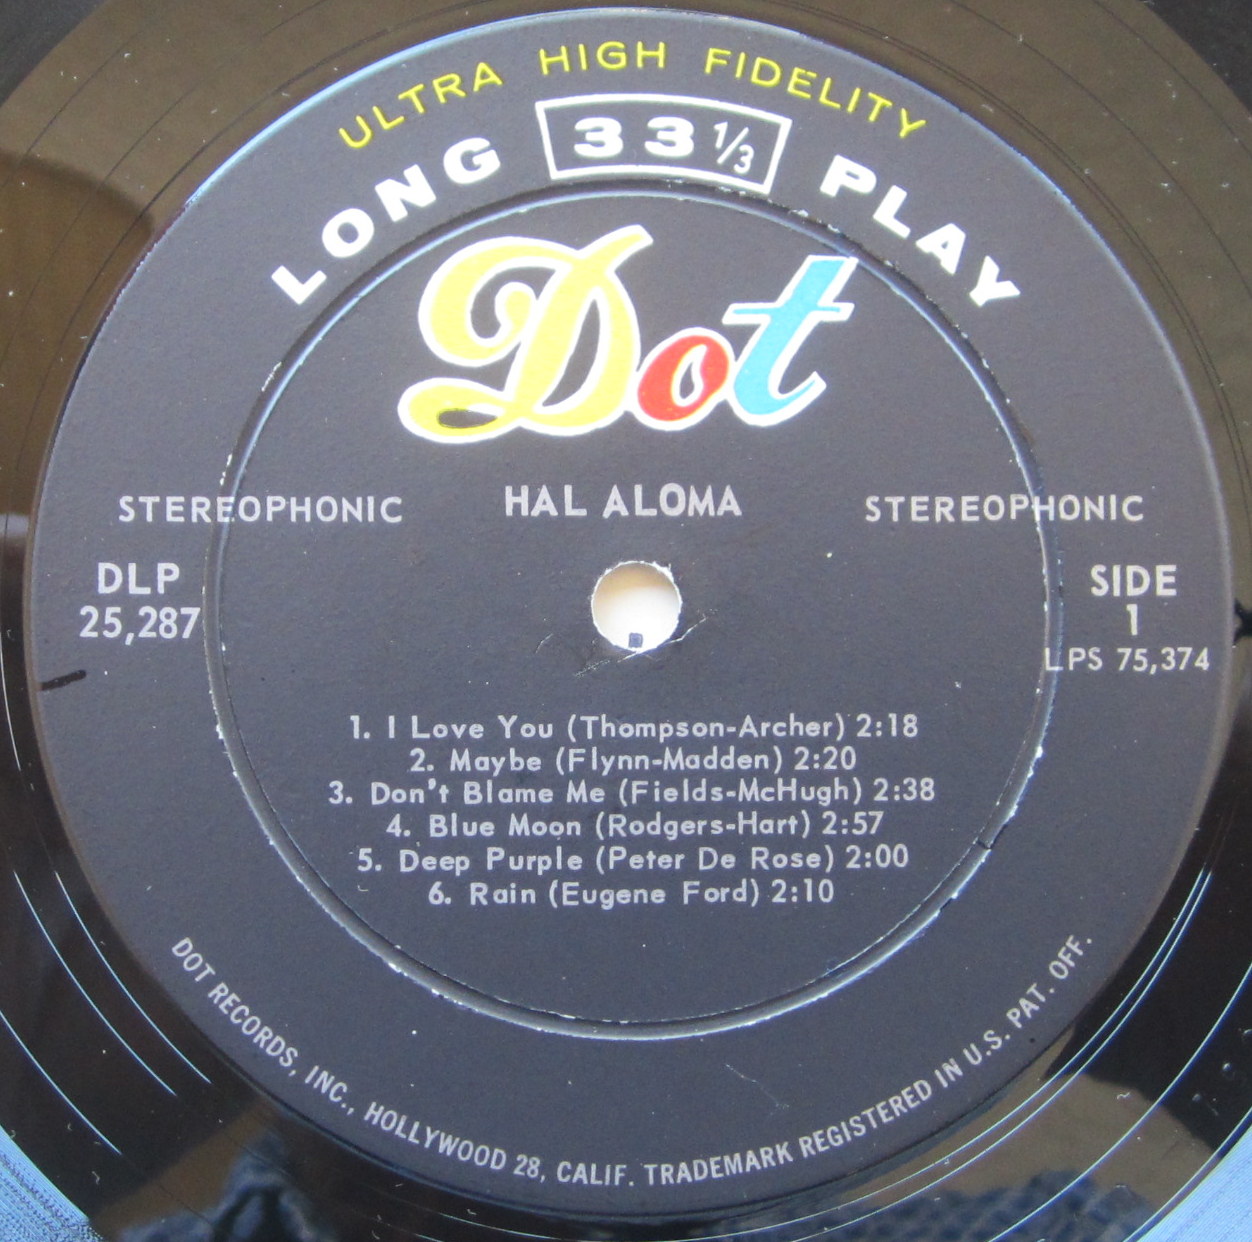 ULTRA HIGH FIDELITY
LONG 33 1/3 PLAY
Dot
STEREOPHONIC HAL ALOMA STEREOPHONIC
DLP
25,287
SIDE
1
LPS 75,374
1. I Love You (Thompson-Archer) 2:18
2. Maybe (Flynn-Madden) 2:20
3. Don't Blame Me (Fields-McHugh) 2:38
4. Blue Moon (Rodgers-Hart) 2:57
5. Deep Purple (Peter De Rose) 2:00
6. Rain (Eugene Ford) 2:10
DOT RECORDS, INC., HOLLYWOOD 28, CALIF. TRADEMARK REGISTERED IN U.S. PAT. OFF.